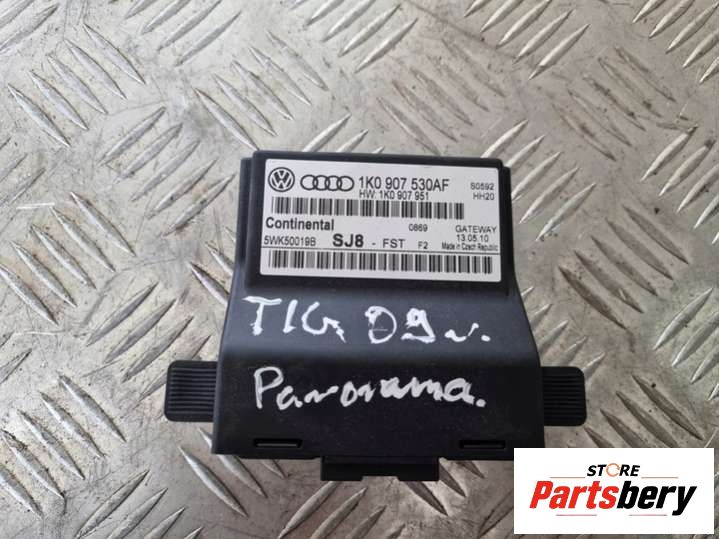 1K0 907 530AF
HW: 1K0 907 951
S0592
HH20
Continental
0869
GATEWAY
5WK50019B SJ8 - FST F2
13.05.10
Made in Czech Republic
TIG 09 v.
Panorama.
STORE
Partsbery